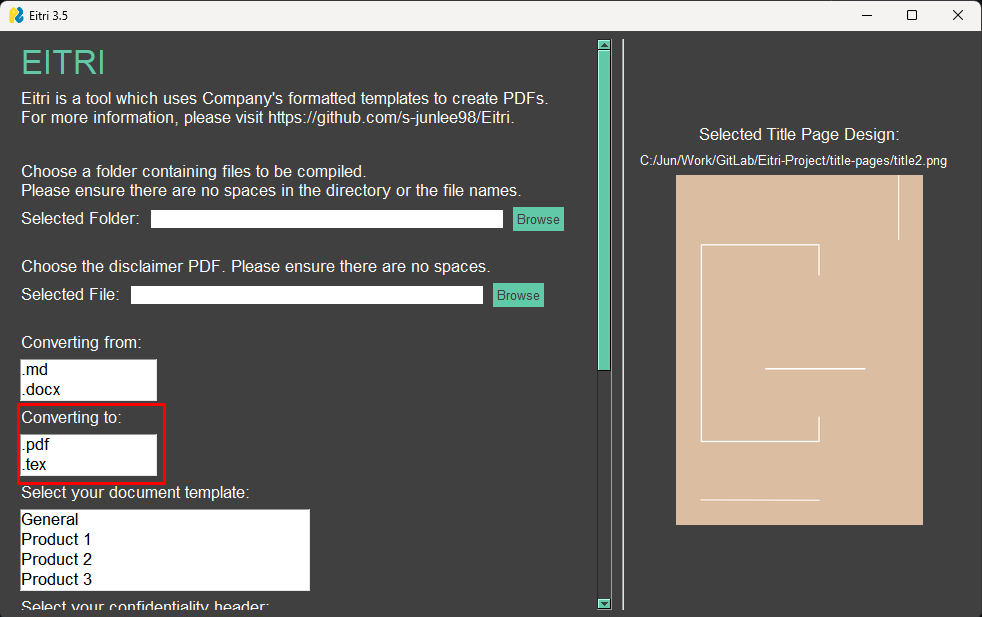 Eitri 3.5
EITRI
Eitri is a tool which uses Company's formatted templates to create PDFs.
For more information, please visit https://github.com/s-junlee98/Eitri.
Choose a folder containing files to be compiled.
Please ensure there are no spaces in the directory or the file names.
Selected Folder:
Browse
Choose the disclaimer PDF. Please ensure there are no spaces.
Selected File:
Browse
Converting from:
.md
.docx
Converting to:
.pdf
.tex
Select your document template:
General
Product 1
Product 2
Product 3
Select your confidentiality header:
Selected Title Page Design:
C:/Jun/Work/GitLab/Eitri-Project/title-pages/title2.png